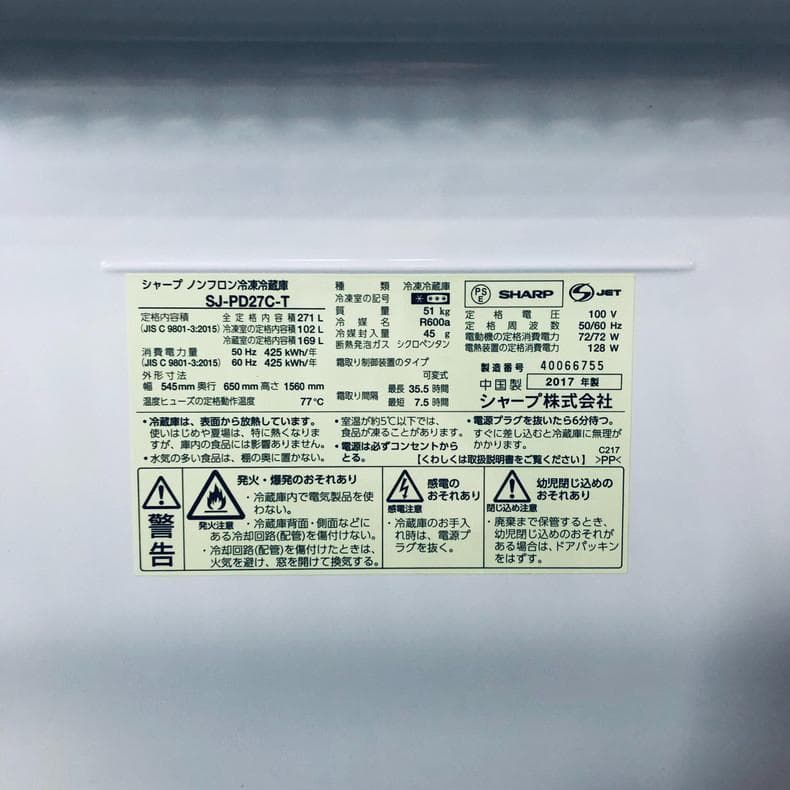 シャープ ノンフロン冷凍冷蔵庫
SJ-PD27C-T
定格内容積 全定格内容積 271 L
(JIS C 9801-3:2015) 冷凍室の定格内容積 102 L
冷蔵室の定格内容積 169 L
消費電力量 50 Hz 425 kWh/年
(JIS C 9801-3:2015) 60 Hz 425 kWh/年
外形寸法
幅 545mm 奥行 650mm 高さ 1560mm
温度ヒューズの定格動作温度 77℃
種類 冷凍冷蔵庫
冷凍室の記号
質量 51 kg
冷媒名 R600a
冷媒封入量 45 g
断熱発泡ガス シクロペンタン
霜取り制御装置のタイプ
可変式
霜取り間隔 最長 35.5 時間
最短 7.5 時間
PS
E
SHARP
S JET
定格電圧 100 V
定格周波数 50/60 Hz
電動機の定格消費電力 72/72 W
電熱装置の定格消費電力 128 W
製造番号 40066755
中国製 2017 年製
シャープ株式会社
・冷蔵庫は、表面から放熱しています。
使いはじめや夏場は、特に熱くなりま
すが、庫内の食品には影響ありません。
・水気の多い食品は、棚の奥に置かない。
・室温が約5℃以下では、
食品が凍ることがあります。
・電源は必ずコンセントから
とる。
・電源プラグを抜いたら6分待つ。
すぐに差し込むと冷蔵庫に無理が
かかります。
【くわしくは取扱説明書をご覧ください】
C217
>PP<
警告
発火・爆発のおそれあり
発火注意
・冷蔵庫内で電気製品を使
わない。
・冷蔵庫背面・側面などに
ある冷却回路(配管)を傷付けない。
・冷却回路(配管)を傷付けたときは、
火気を避け、窓を開けて換気する。
感電の
おそれあり
感電注意
・冷蔵庫のお手入
れ時は、電源プ
ラグを抜く。
幼児閉じ込めの
おそれあり
閉じ込め注意
・廃棄まで保管するとき、
幼児閉じ込めのおそれが
ある場合は、ドアパッキン
をはずす。